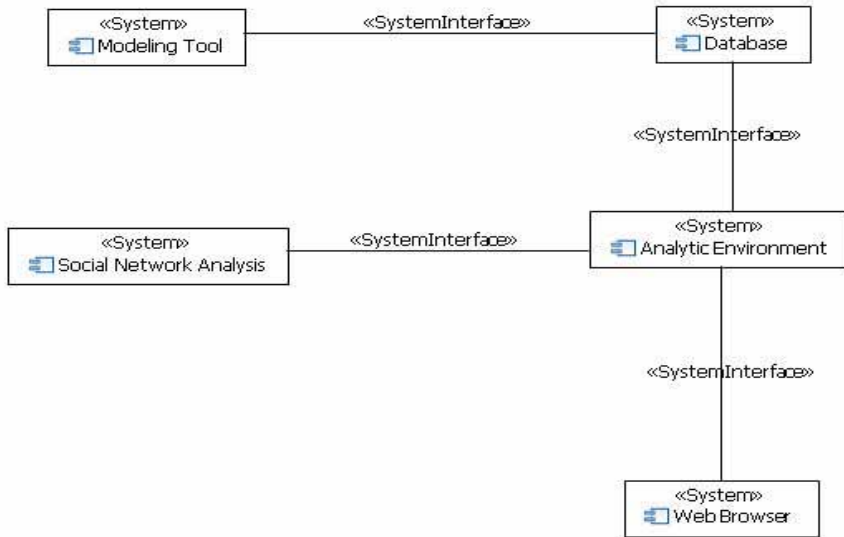 «System»
Modeling Tool
«SystemInterface»
«System»
Database
«SystemInterface»
«System»
Social Network Analysis
«SystemInterface»
«System»
Analytic Environment
«SystemInterface»
«System»
Web Browser